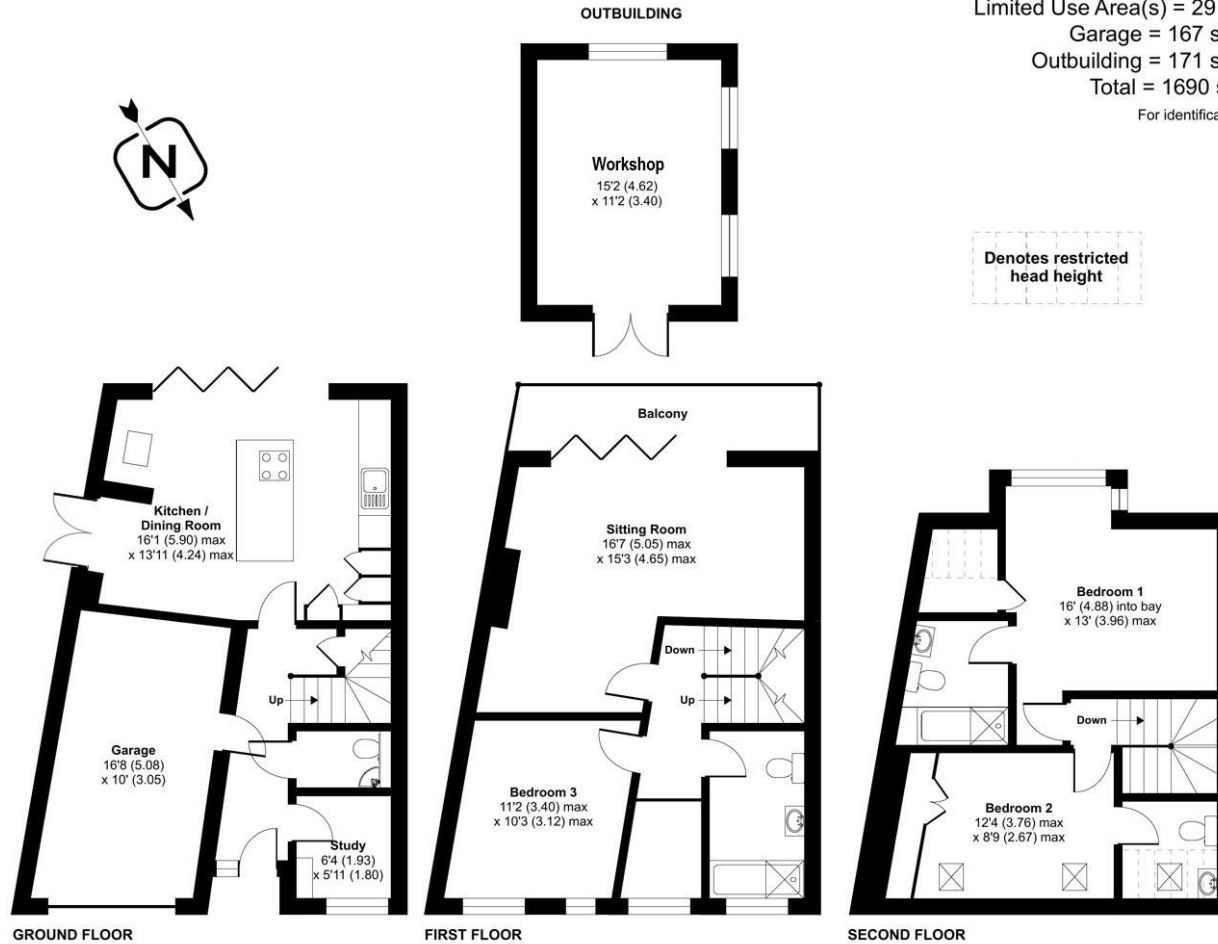 OUTBUILDING
Limited Use Area(s) = 29
Garage = 167 s
Outbuilding = 171 s
Total = 1690 s
For identifica
N
Workshop
15'2 (4.62)
x 11'2 (3.40)
Denotes restricted
head height
Kitchen /
Dining Room
16'1 (5.90) max
x 13'11 (4.24) max
Up
Garage
16'8 (5.08)
x 10' (3.05)
Study
6'4 (1.93)
x 5'11 (1.80)
GROUND FLOOR
Balcony
Sitting Room
16'7 (5.05) max
x 15'3 (4.65) max
Down
Up
Bedroom 3
11'2 (3.40) max
x 10'3 (3.12) max
FIRST FLOOR
Bedroom 1
16' (4.88) into bay
x 13' (3.96) max
Down
Bedroom 2
12'4 (3.76) max
x 8'9 (2.67) max
SECOND FLOOR